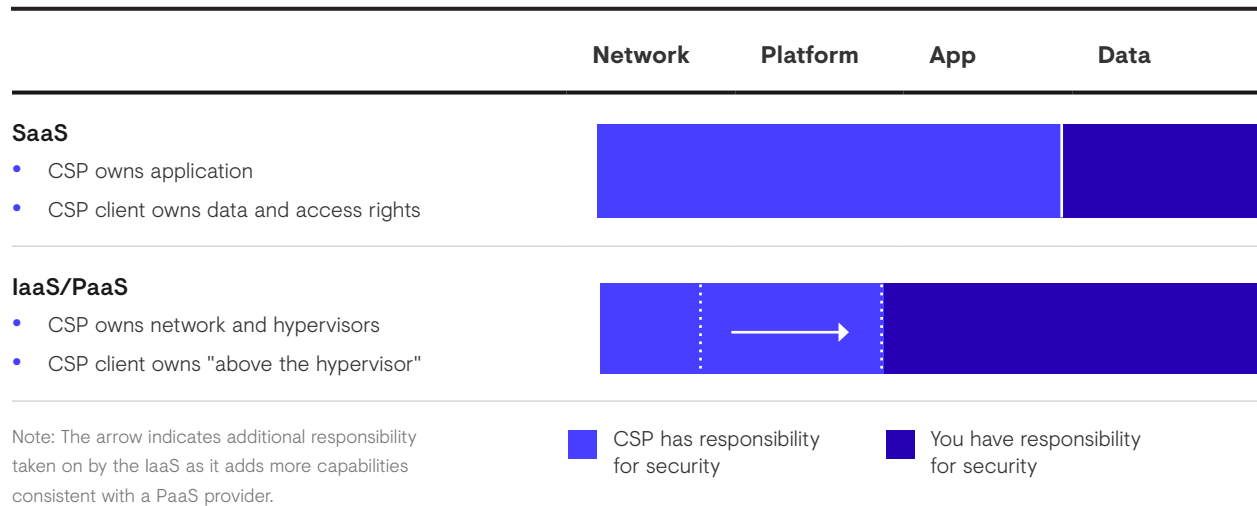 Network Platform App Data
SaaS
• CSP owns application
• CSP client owns data and access rights
IaaS/PaaS
• CSP owns network and hypervisors
• CSP client owns "above the hypervisor"
Note: The arrow indicates additional responsibility
taken on by the IaaS as it adds more capabilities
consistent with a PaaS provider.
CSP has responsibility
for security
You have responsibility
for security